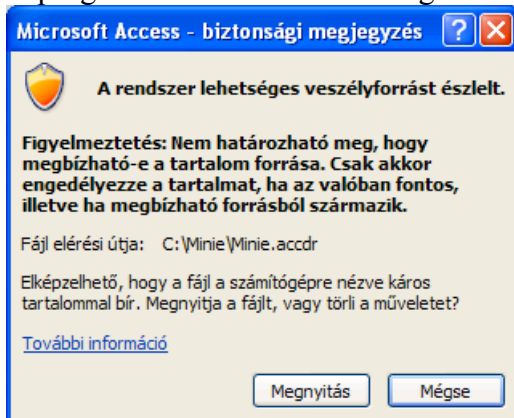 Microsoft Access - biztonsági megjegyzés
A rendszer lehetséges veszélyforrást észlelt.
Figyelmeztetés: Nem határozható meg, hogy
megbízható-e a tartalom forrása. Csak akkor
engedélyezze a tartalmat, ha az valóban fontos,
illetve ha megbízható forrásból származik.
Fájl elérési útja: C:\Minie\Minie.accdr
Elképzelhető, hogy a fájl a számítógépre nézve káros
tartalommal bír. Megnyitja a fájlt, vagy törli a műveletet?
További információ
Megnyitás Mégse